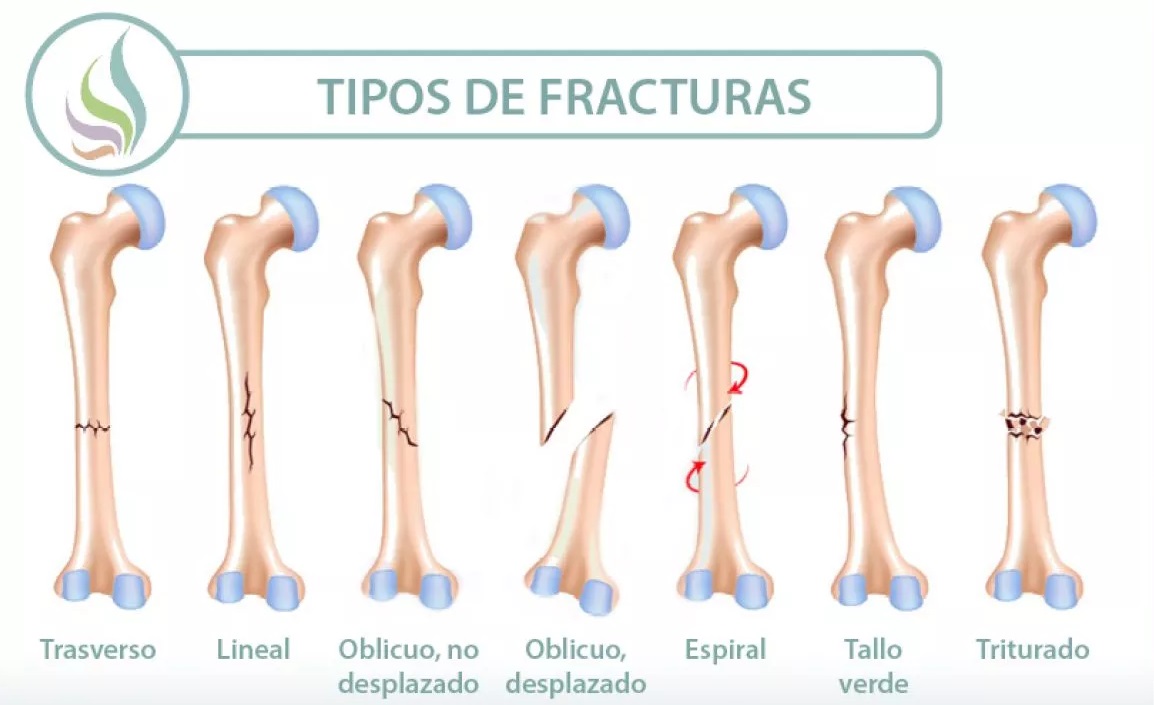 TIPOS DE FRACTURAS
Trasverso
Lineal
Oblicuo, no
desplazado
Oblicuo,
desplazado
Espiral
Tallo
verde
Triturado